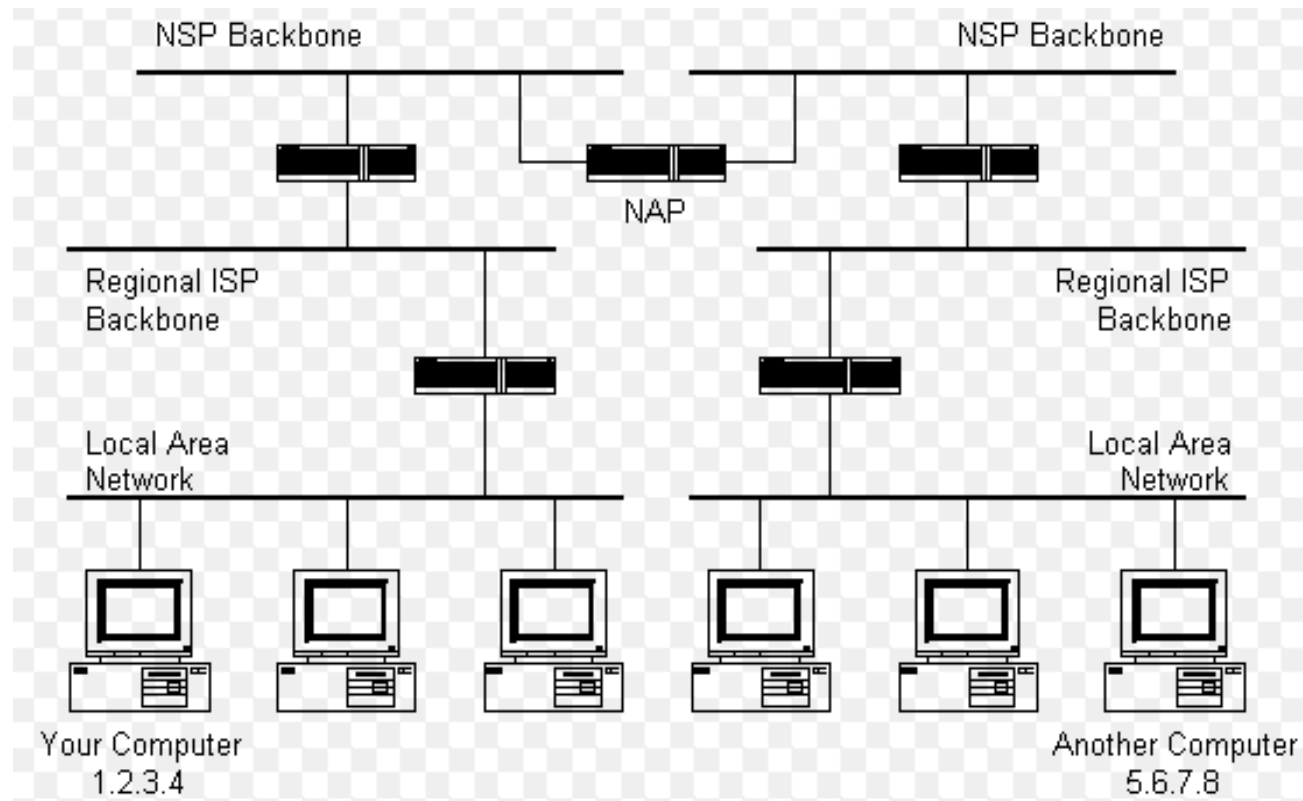 NSP Backbone
NSP Backbone
NAP
Regional ISP
Backbone
Regional ISP
Backbone
Local Area
Network
Local Area
Network
Your Computer
1.2.3.4
Another Computer
5.6.7.8